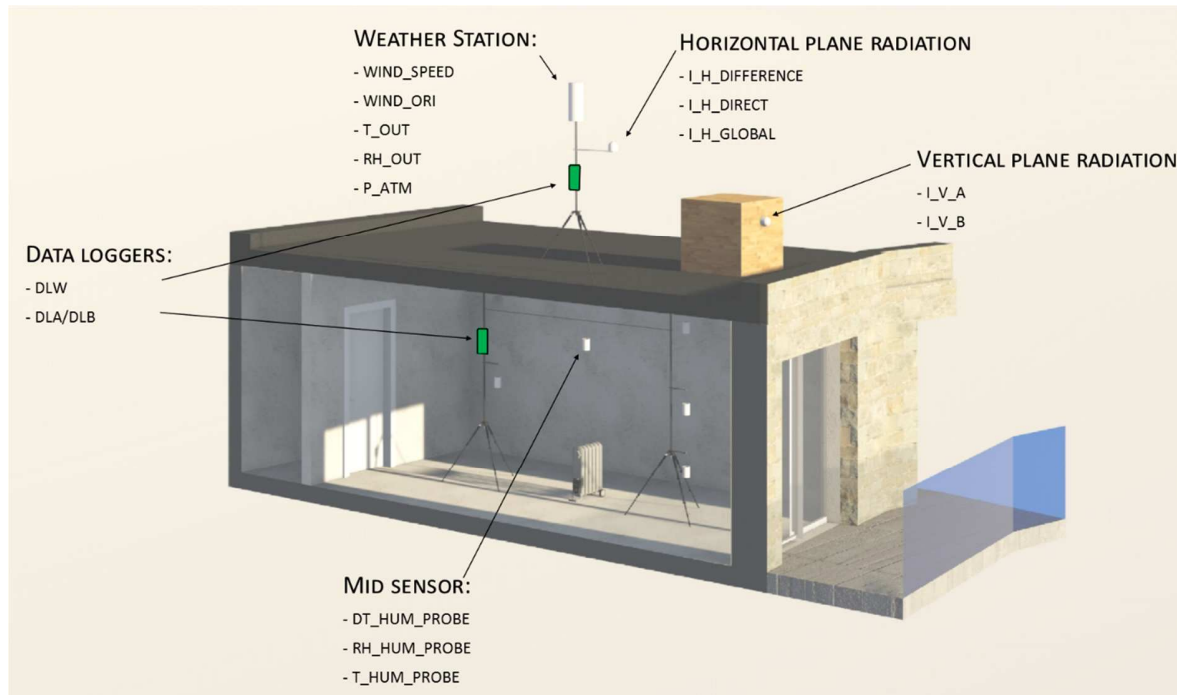 WEATHER STATION:
- WIND_SPEED
- WIND_ORI
- T_OUT
- RH_OUT
- P_ATM
HORIZONTAL PLANE RADIATION
- I_H_DIFFERENCE
- I_H_DIRECT
- I_H_GLOBAL
VERTICAL PLANE RADIATION
- I_V_A
- I_V_B
DATA LOGGERS:
- DLW
- DLA/DLB
MID SENSOR:
- DT_HUM_PROBE
- RH_HUM_PROBE
- T_HUM_PROBE